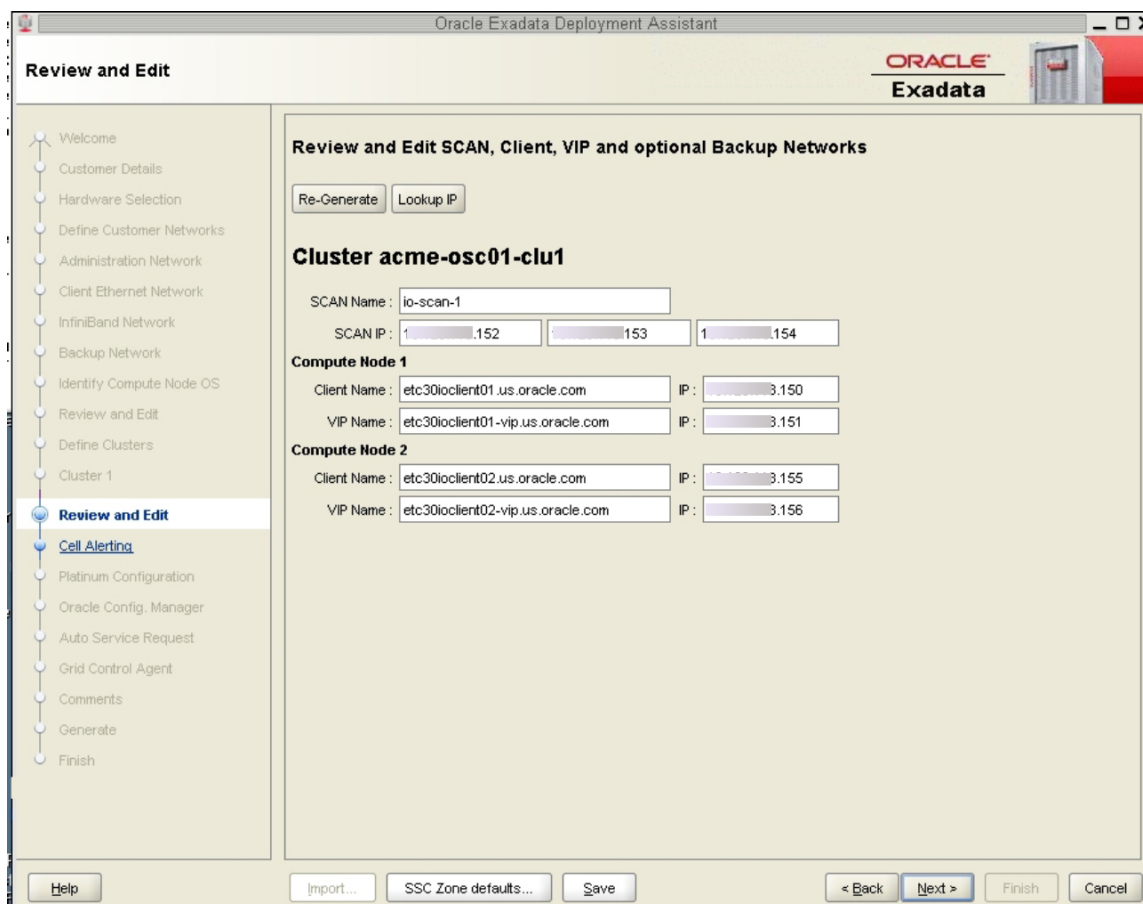 Oracle Exadata Deployment Assistant
Review and Edit
ORACLE
Exadata
Welcome
Customer Details
Hardware Selection
Define Customer Networks
Administration Network
Client Ethernet Network
InfiniBand Network
Backup Network
Identify Compute Node OS
Review and Edit
Define Clusters
Cluster 1
Review and Edit
Cell Alerting
Platinum Configuration
Oracle Config. Manager
Auto Service Request
Grid Control Agent
Comments
Generate
Finish
Review and Edit SCAN, Client, VIP and optional Backup Networks
Re-Generate Lookup IP
Cluster acme-osc01-clu1
SCAN Name : io-scan-1
SCAN IP : 1 .152 153 1 .154
Compute Node 1
Client Name : etc30ioclient01.us.oracle.com IP : .150
VIP Name : etc30ioclient01-vip.us.oracle.com IP : .151
Compute Node 2
Client Name : etc30ioclient02.us.oracle.com IP : .155
VIP Name : etc30ioclient02-vip.us.oracle.com IP : .156
Help Import... SSC Zone defaults... Save < Back Next > Finish Cancel